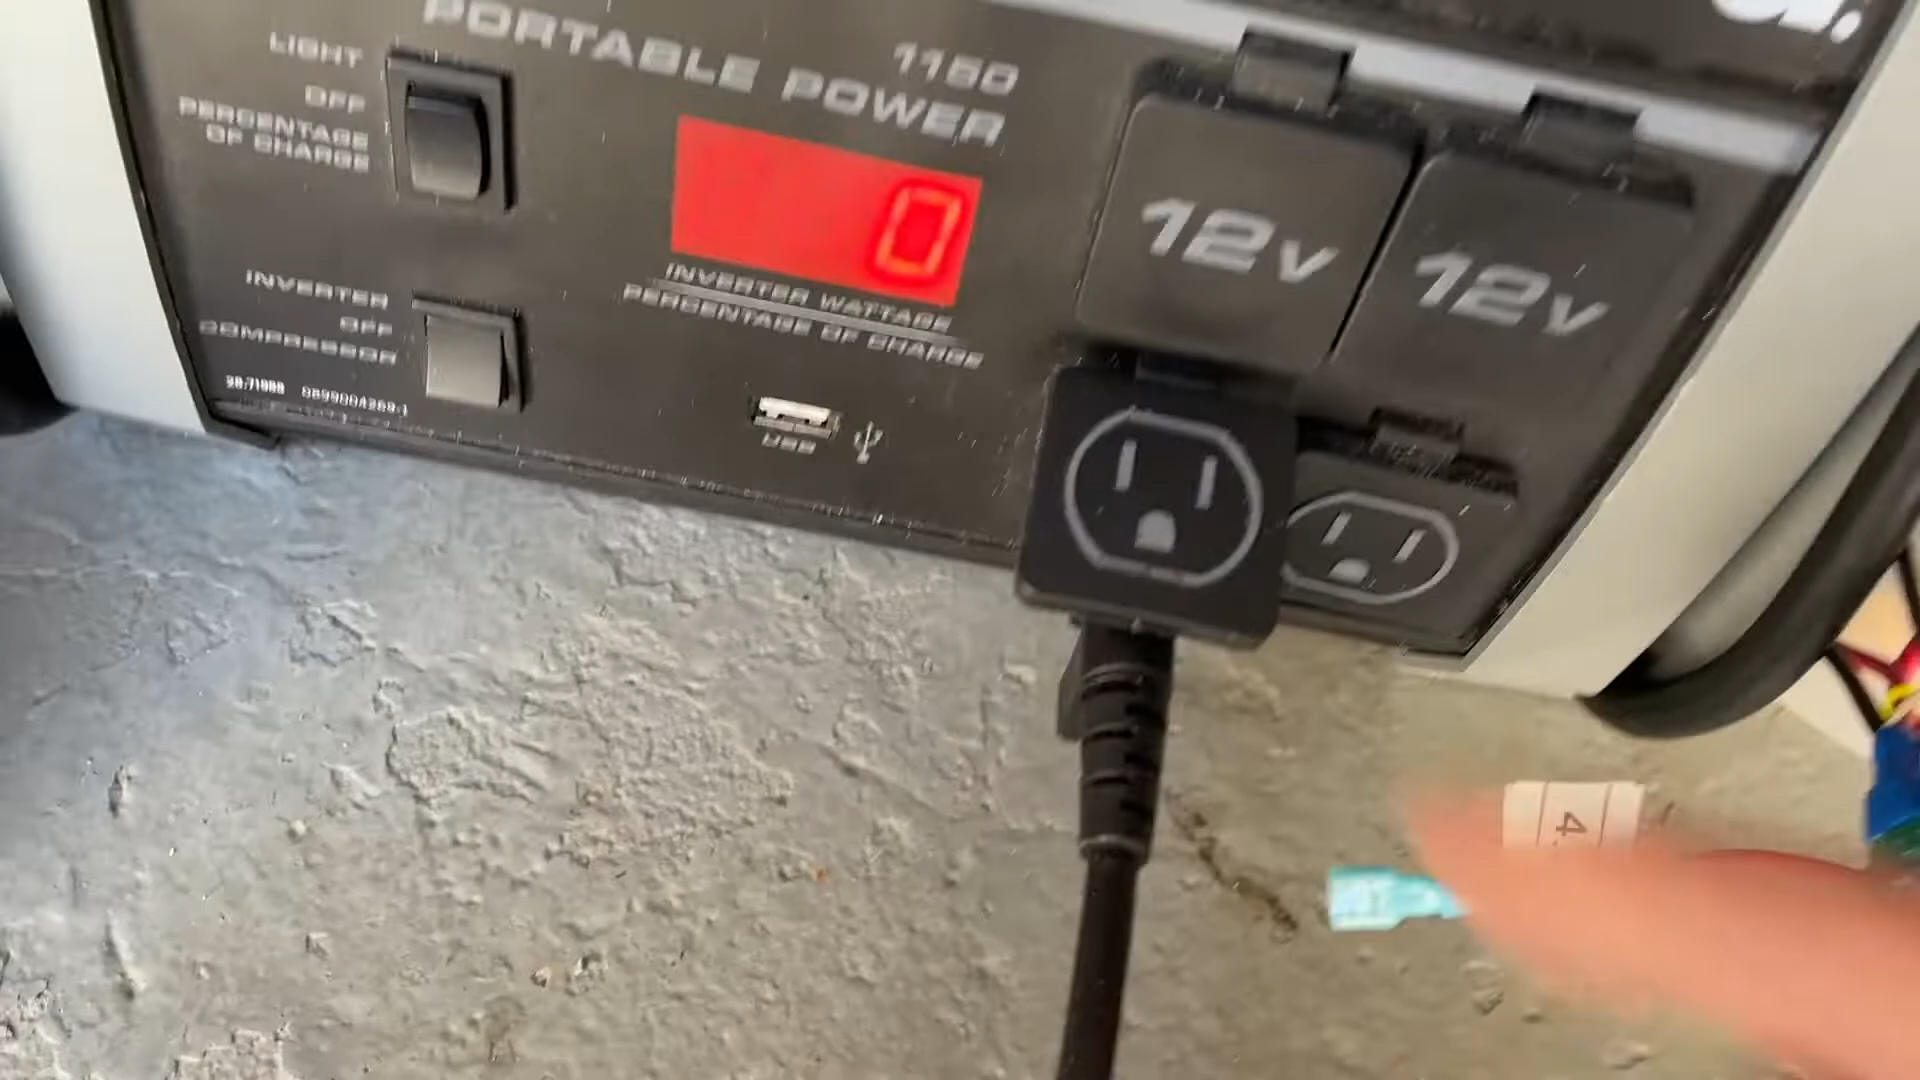 LIGHT
OFF
PERCENTAGE
OF CHARGE
PORTABLE POWER
1150
0
INVERTER WATTAGE
PERCENTAGE OF CHARGE
INVERTER
OFF
COMPRESSOR
USB
12V
12V
4